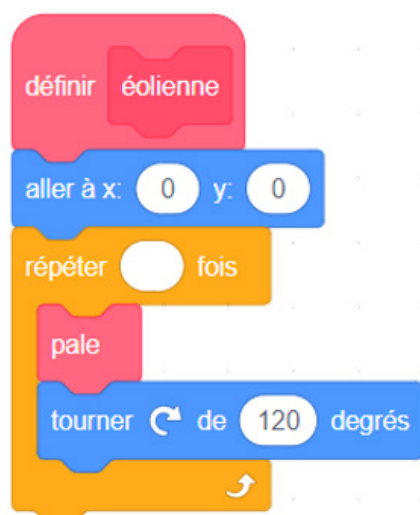 définir éolienne
aller à x: 0 y: 0
répéter fois
pale
tourner de 120 degrés